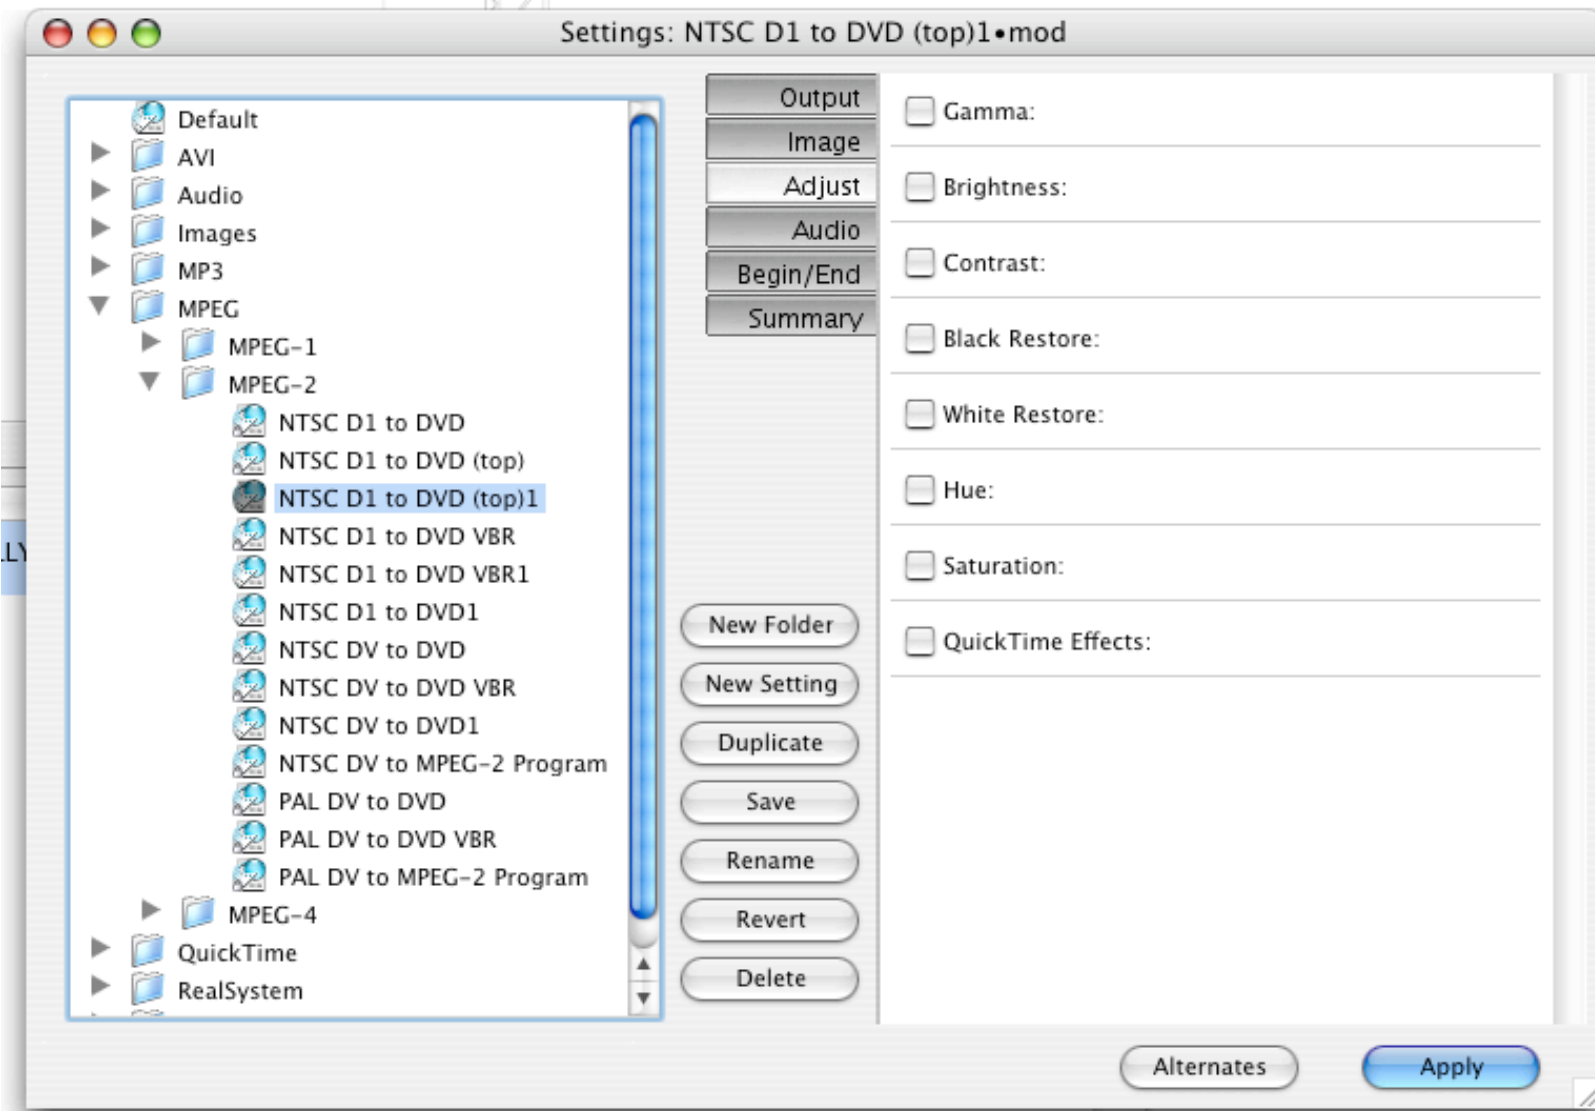 Settings: NTSC D1 to DVD (top)1•mod
Default
AVI
Audio
Images
MP3
MPEG
MPEG-1
MPEG-2
NTSC D1 to DVD
NTSC D1 to DVD (top)
NTSC D1 to DVD (top)1
NTSC D1 to DVD VBR
NTSC D1 to DVD VBR1
NTSC D1 to DVD1
NTSC DV to DVD
NTSC DV to DVD VBR
NTSC DV to DVD1
NTSC DV to MPEG-2 Program
PAL DV to DVD
PAL DV to DVD VBR
PAL DV to MPEG-2 Program
MPEG-4
QuickTime
RealSystem
Output
Image
Adjust
Audio
Begin/End
Summary
New Folder
New Setting
Duplicate
Save
Rename
Revert
Delete
Gamma:
Brightness:
Contrast:
Black Restore:
White Restore:
Hue:
Saturation:
QuickTime Effects:
Alternates
Apply